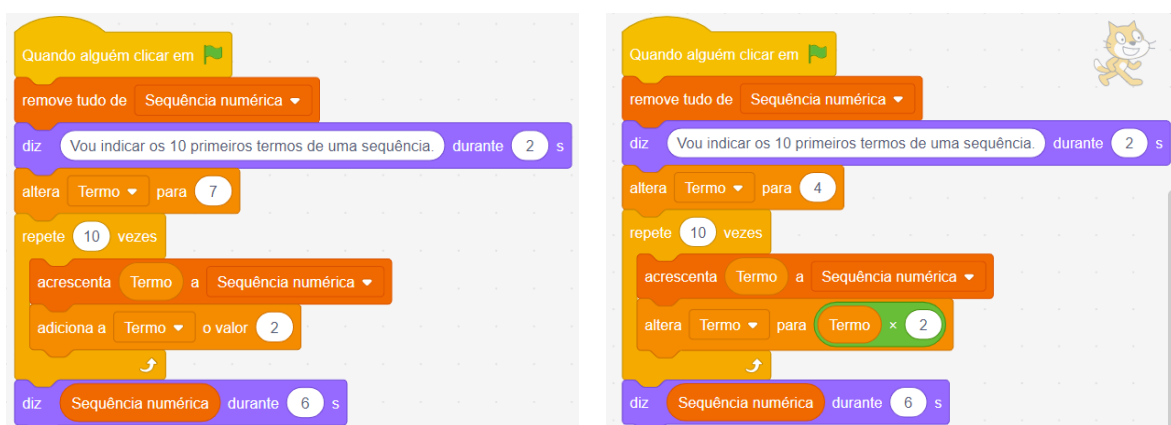 Quando alguém clicar em
remove tudo de Sequência numérica
diz Vou indicar os 10 primeiros termos de uma sequência. durante 2 s
altera Termo para 7
repete 10 vezes
acrescenta Termo a Sequência numérica
adiciona a Termo o valor 2
diz Sequência numérica durante 6 s
Quando alguém clicar em
remove tudo de Sequência numérica
diz Vou indicar os 10 primeiros termos de uma sequência. durante 2 s
altera Termo para 4
repete 10 vezes
acrescenta Termo a Sequência numérica
altera Termo para Termo × 2
diz Sequência numérica durante 6 s